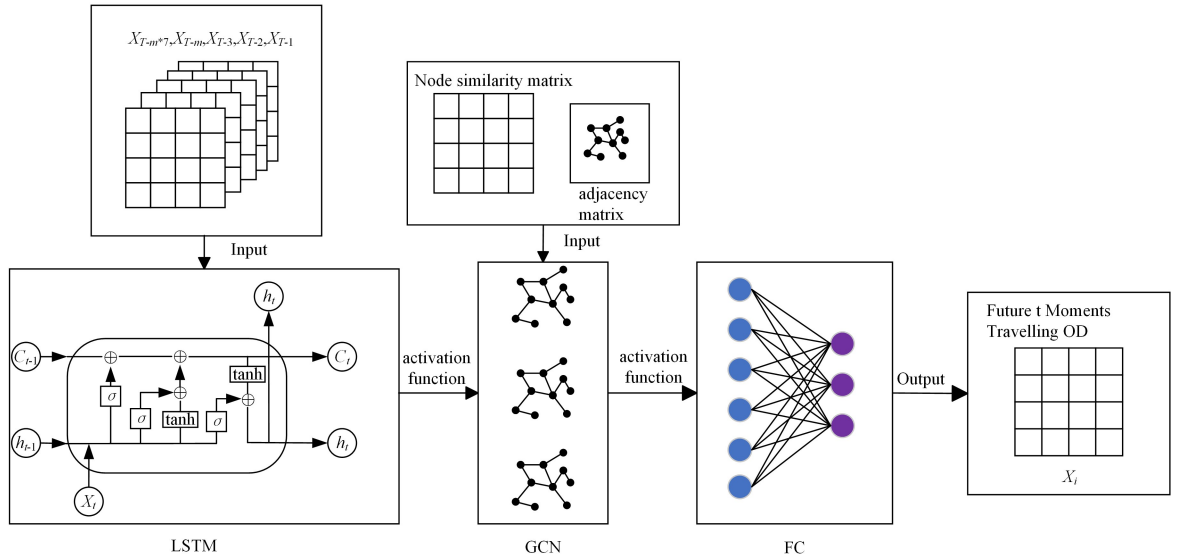 X_{T-m*7},X_{T-m},X_{T-3},X_{T-2},X_{T-1}
Input
Node similarity matrix
adjacency
matrix
Input
h_t
C_{t-1}
C_t
σ
σ
tanh
σ
tanh
h_{t-1}
h_t
X_t
LSTM
activation
function
GCN
activation
function
FC
Output
Future t Moments
Travelling OD
X_i